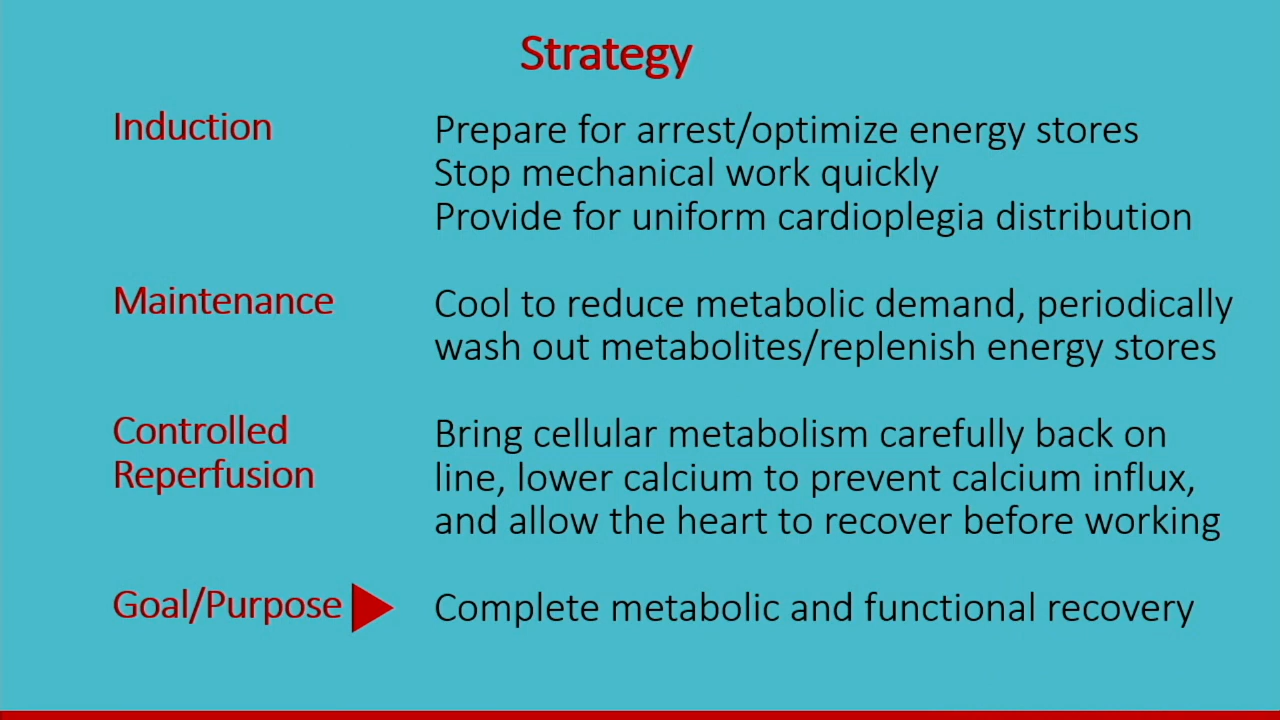 Strategy
Induction
Prepare for arrest/optimize energy stores
Stop mechanical work quickly
Provide for uniform cardioplegia distribution
Maintenance
Cool to reduce metabolic demand, periodically
wash out metabolites/replenish energy stores
Controlled
Reperfusion
Bring cellular metabolism carefully back on
line, lower calcium to prevent calcium influx,
and allow the heart to recover before working
Goal/Purpose
Complete metabolic and functional recovery